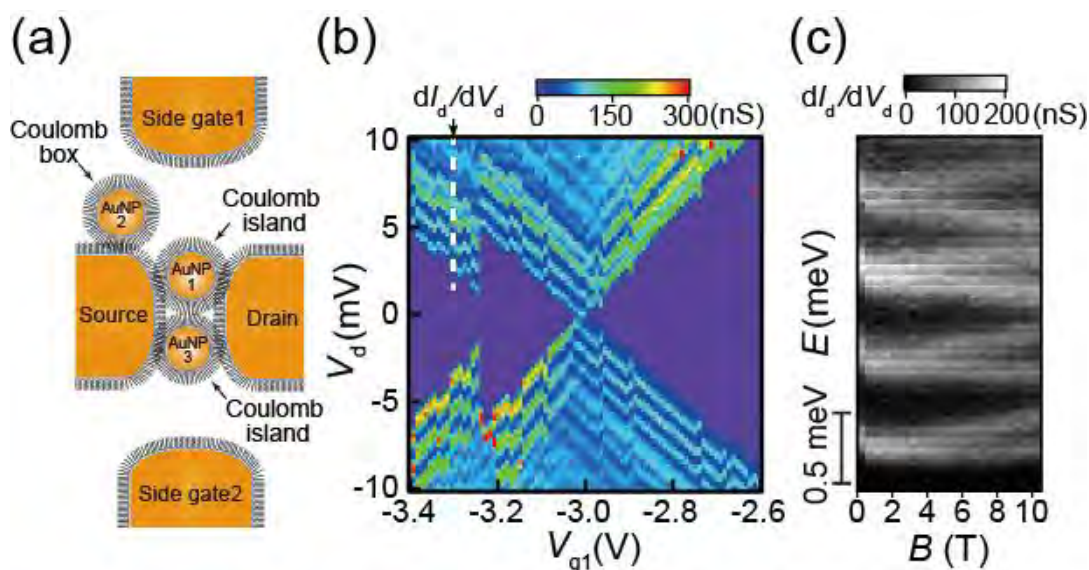 (a)
Side gate1
Coulomb
box
AuNP
2
Coulomb
island
AuNP
1
Source
Drain
AuNP
3
Coulomb
island
Side gate2
(b)
dI_d/dV_d
0 150 300(nS)
V_d(mV)
10
5
0
-5
-10
-3.4 -3.2 -3.0 -2.8 -2.6
V_g1(V)
(c)
dI_d/dV_d
0 100 200(nS)
E(meV)
0.5 meV
0 2 4 6 8 10
B (T)